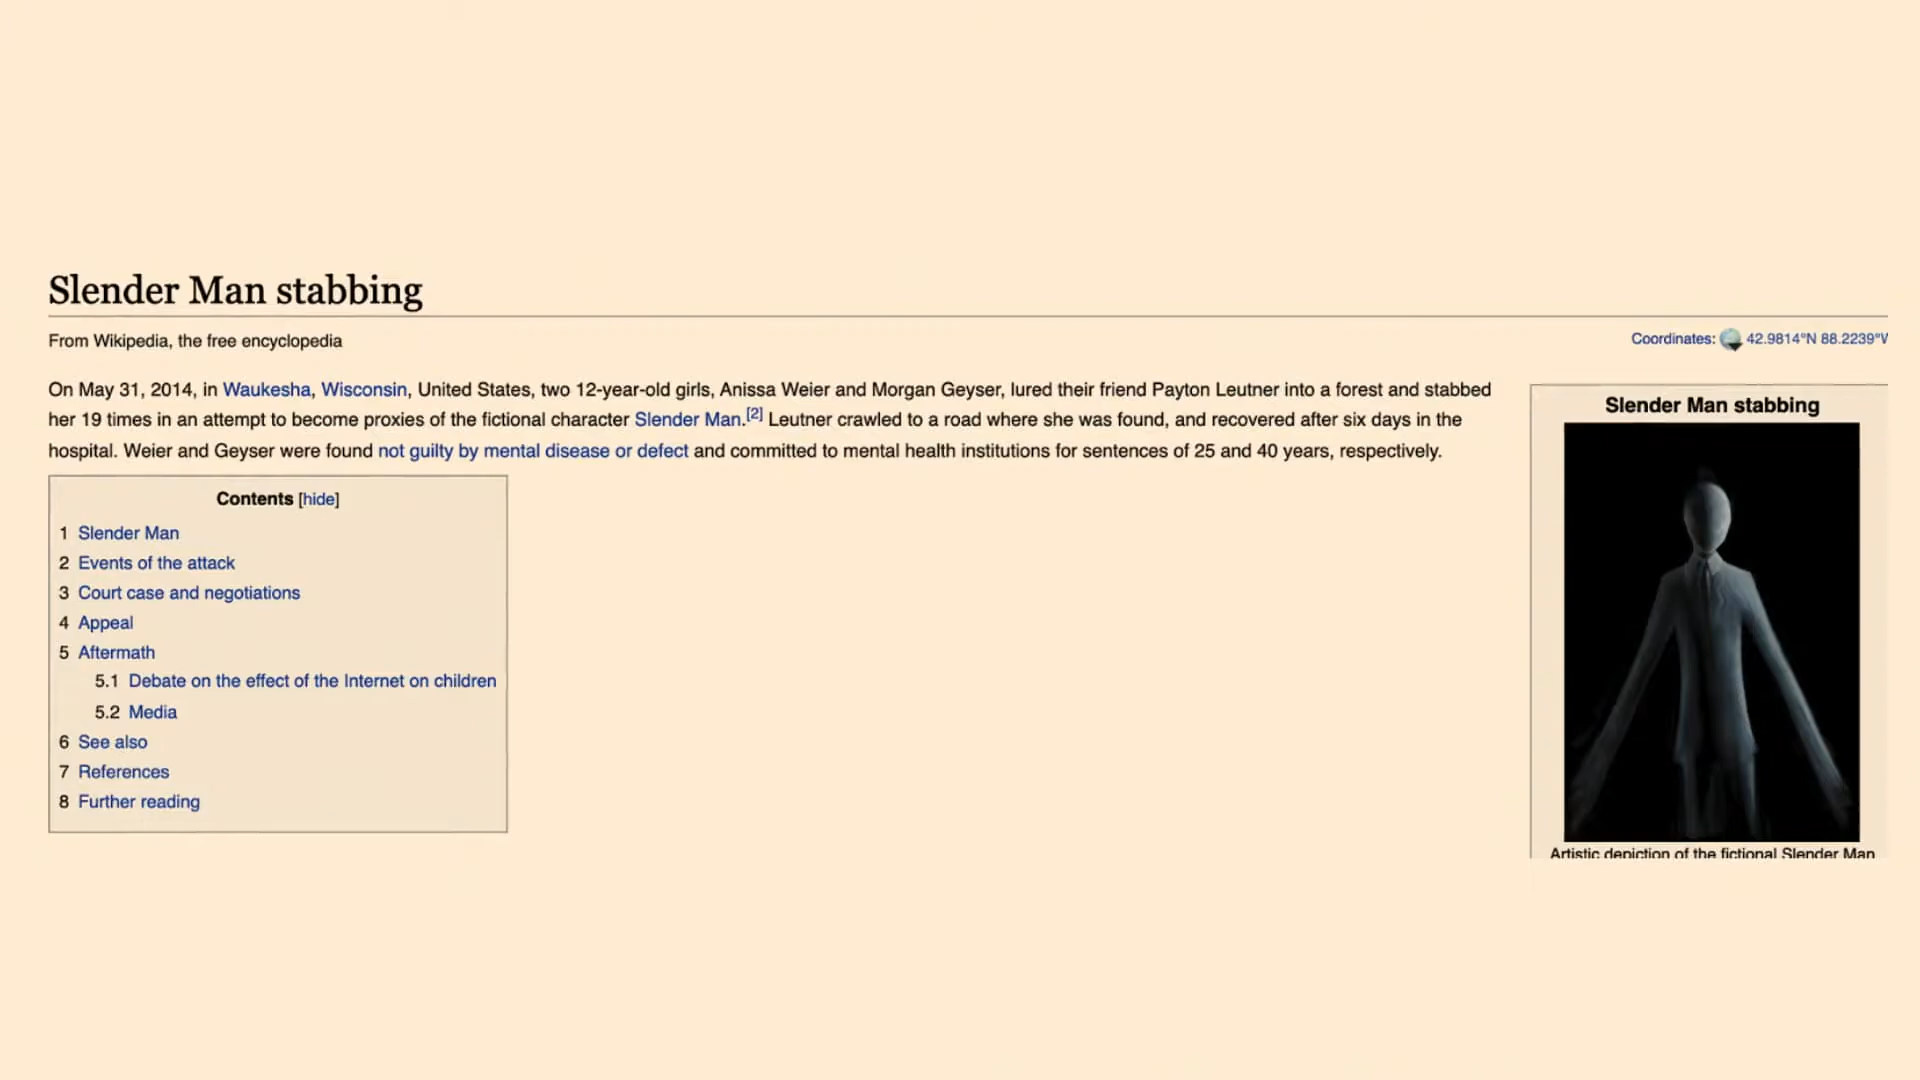 Slender Man stabbing
From Wikipedia, the free encyclopedia
Coordinates: 42.9814°N 88.2239°W
On May 31, 2014, in Waukesha, Wisconsin, United States, two 12-year-old girls, Anissa Weier and Morgan Geyser, lured their friend Payton Leutner into a forest and stabbed
her 19 times in an attempt to become proxies of the fictional character Slender Man.[2] Leutner crawled to a road where she was found, and recovered after six days in the
hospital. Weier and Geyser were found not guilty by mental disease or defect and committed to mental health institutions for sentences of 25 and 40 years, respectively.
Contents [hide]
1 Slender Man
2 Events of the attack
3 Court case and negotiations
4 Appeal
5 Aftermath
5.1 Debate on the effect of the Internet on children
5.2 Media
6 See also
7 References
8 Further reading
Slender Man stabbing
Artistic depiction of the fictional Slender Man